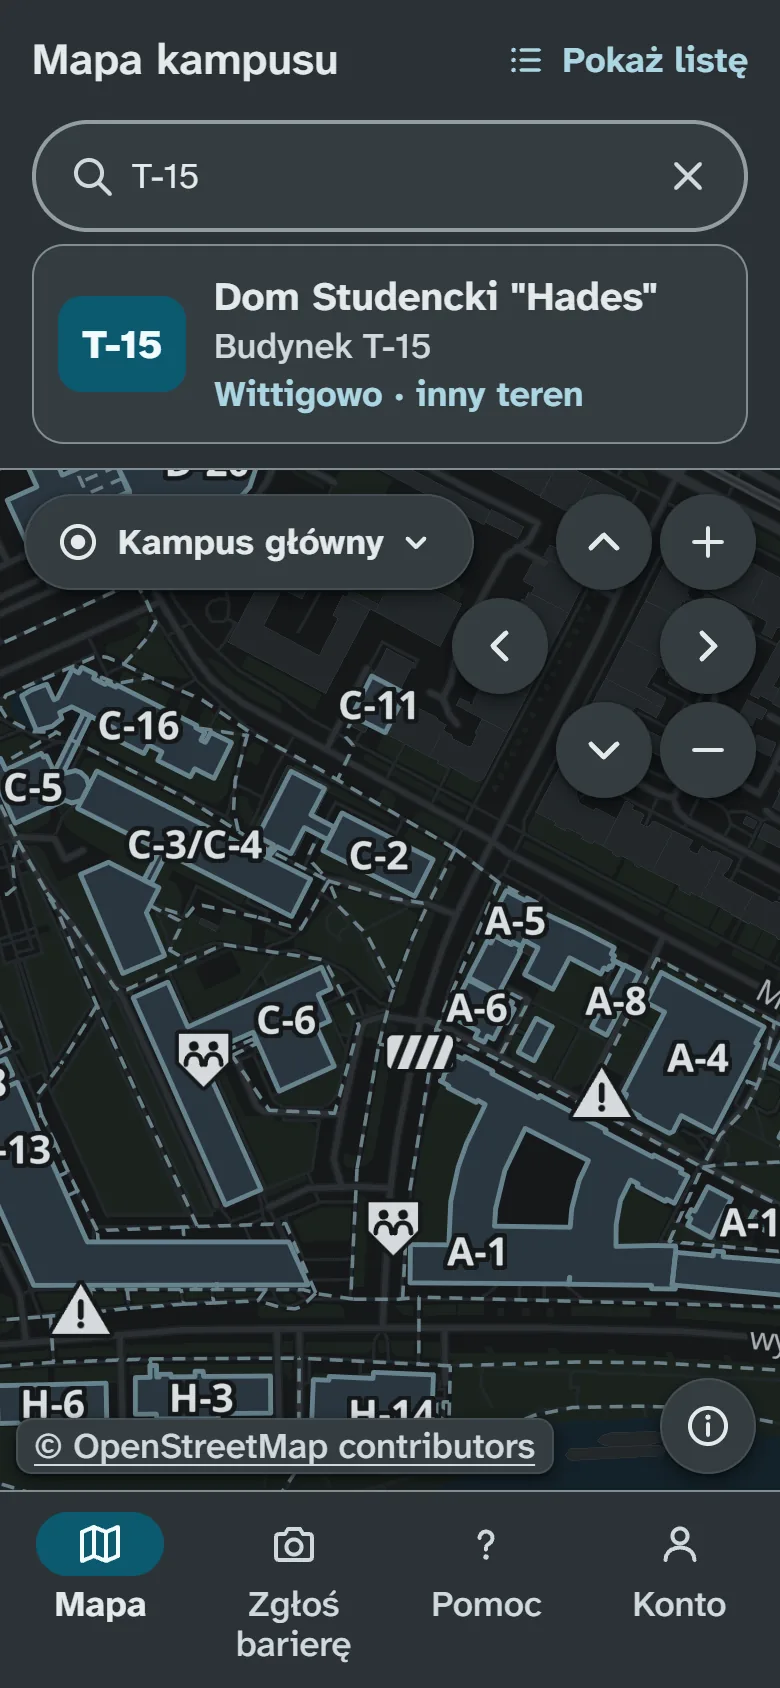 Mapa kampusu
Pokaż listę
T-15
T-15
Dom Studencki "Hades"
Budynek T-15
Wittigowo · inny teren
Kampus główny
C-11
C-16
C-5
C-3/C-4
C-2
A-5
A-6
A-8
C-6
A-4
-13
A-1
A-1
H-6
H-3
H-14
© OpenStreetMap contributors
Mapa
Zgłoś
barierę
Pomoc
Konto